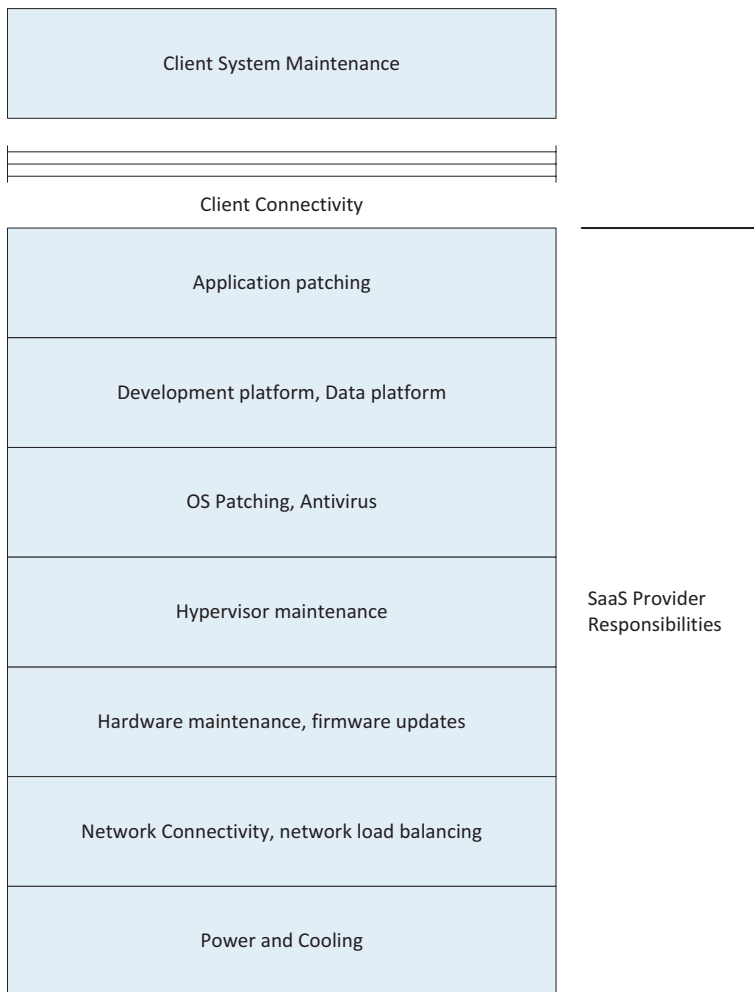 Client System Maintenance
Client Connectivity
Application patching
Development platform, Data platform
OS Patching, Antivirus
Hypervisor maintenance
SaaS Provider
Responsibilities
Hardware maintenance, firmware updates
Network Connectivity, network load balancing
Power and Cooling